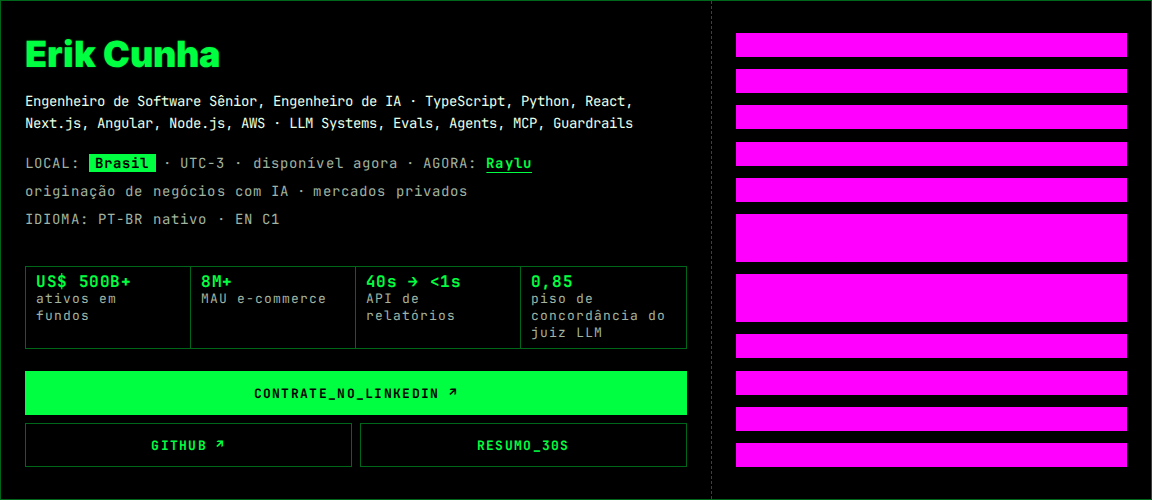 Erik Cunha
Engenheiro de Software Sênior, Engenheiro de IA · TypeScript, Python, React,
Next.js, Angular, Node.js, AWS · LLM Systems, Evals, Agents, MCP, Guardrails
LOCAL: Brasil · UTC-3 · disponível agora · AGORA: Raylu
originação de negócios com IA · mercados privados
IDIOMA: PT-BR nativo · EN C1
US$ 500B+
ativos em
fundos
8M+
MAU e-commerce
40s → <1s
API de
relatórios
0,85
piso de
concordância do
juiz LLM
CONTRATE_NO_LINKEDIN ↗
GITHUB ↗
RESUMO_30S